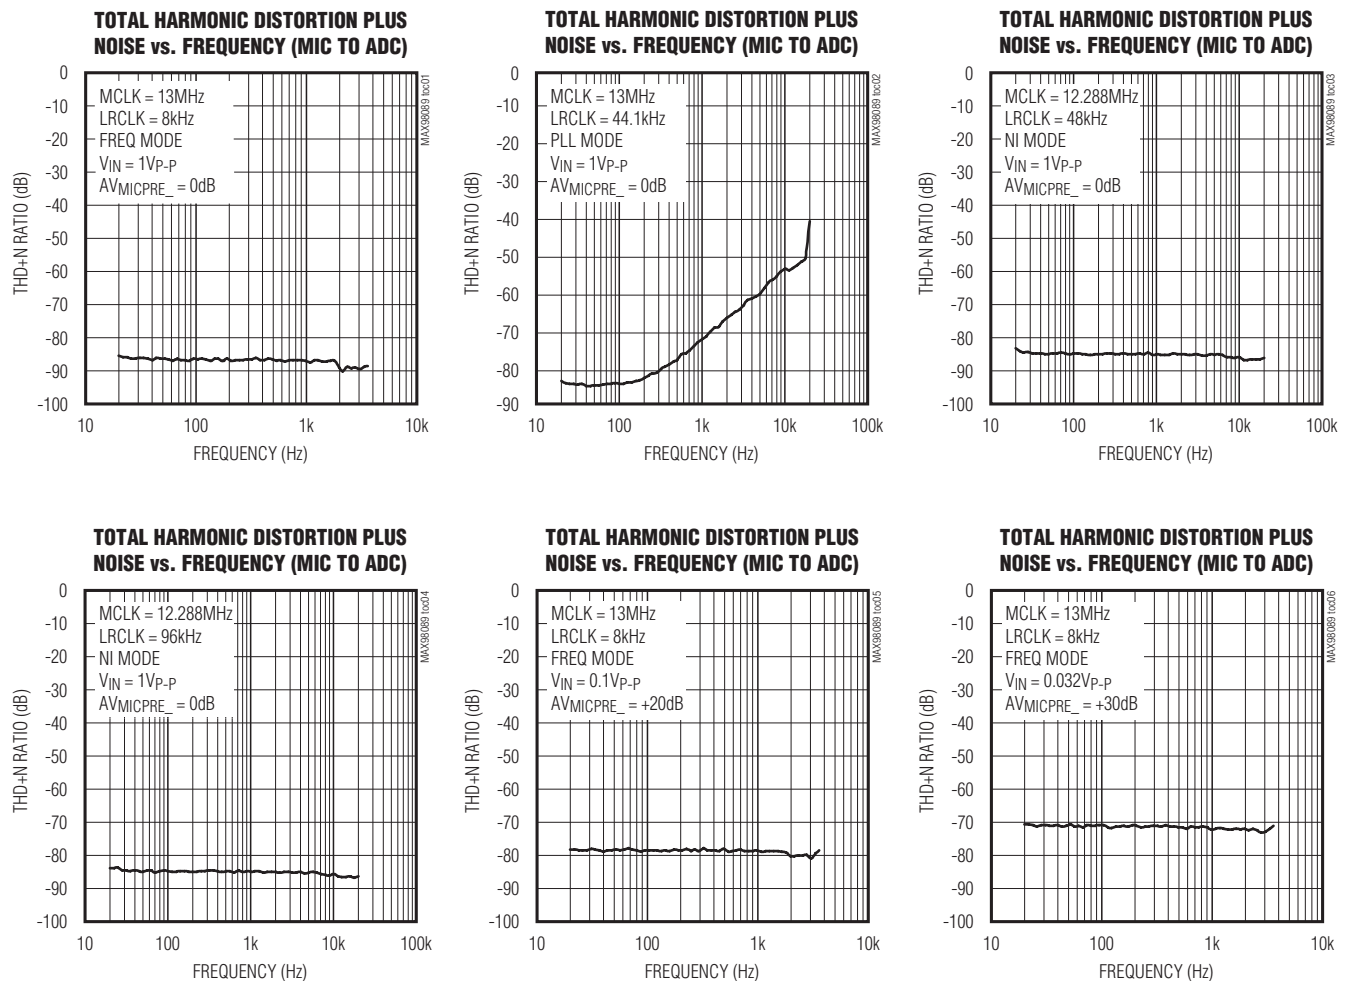 TOTAL HARMONIC DISTORTION PLUS
NOISE vs. FREQUENCY (MIC TO ADC)
MAX98089 toc01
0
-10
-20
-30
-40
-50
-60
-70
-80
-90
-100
THD+N RATIO (dB)
MCLK = 13MHz
LRCLK = 8kHz
FREQ MODE
VIN = 1VP-P
AVMICPRE_ = 0dB
10 100 1k 10k
FREQUENCY (Hz)
TOTAL HARMONIC DISTORTION PLUS
NOISE vs. FREQUENCY (MIC TO ADC)
MAX98089 toc02
0
-10
-20
-30
-40
-50
-60
-70
-80
-90
THD+N RATIO (dB)
MCLK = 13MHz
LRCLK = 44.1kHz
PLL MODE
VIN = 1VP-P
AVMICPRE_ = 0dB
10 100 1k 10k 100k
FREQUENCY (Hz)
TOTAL HARMONIC DISTORTION PLUS
NOISE vs. FREQUENCY (MIC TO ADC)
MAX98089 toc03
0
-10
-20
-30
-40
-50
-60
-70
-80
-90
-100
THD+N RATIO (dB)
MCLK = 12.288MHz
LRCLK = 48kHz
NI MODE
VIN = 1VP-P
AVMICPRE_ = 0dB
10 100 1k 10k 100k
FREQUENCY (Hz)
TOTAL HARMONIC DISTORTION PLUS
NOISE vs. FREQUENCY (MIC TO ADC)
MAX98089 toc04
0
-10
-20
-30
-40
-50
-60
-70
-80
-90
-100
THD+N RATIO (dB)
MCLK = 12.288MHz
LRCLK = 96kHz
NI MODE
VIN = 1VP-P
AVMICPRE_ = 0dB
10 100 1k 10k 100k
FREQUENCY (Hz)
TOTAL HARMONIC DISTORTION PLUS
NOISE vs. FREQUENCY (MIC TO ADC)
MAX98089 toc05
0
-10
-20
-30
-40
-50
-60
-70
-80
-90
-100
THD+N RATIO (dB)
MCLK = 13MHz
LRCLK = 8kHz
FREQ MODE
VIN = 0.1VP-P
AVMICPRE_ = +20dB
10 100 1k 10k
FREQUENCY (Hz)
TOTAL HARMONIC DISTORTION PLUS
NOISE vs. FREQUENCY (MIC TO ADC)
MAX98089 toc06
0
-10
-20
-30
-40
-50
-60
-70
-80
-90
-100
THD+N RATIO (dB)
MCLK = 13MHz
LRCLK = 8kHz
FREQ MODE
VIN = 0.032VP-P
AVMICPRE_ = +30dB
10 100 1k 10k
FREQUENCY (Hz)